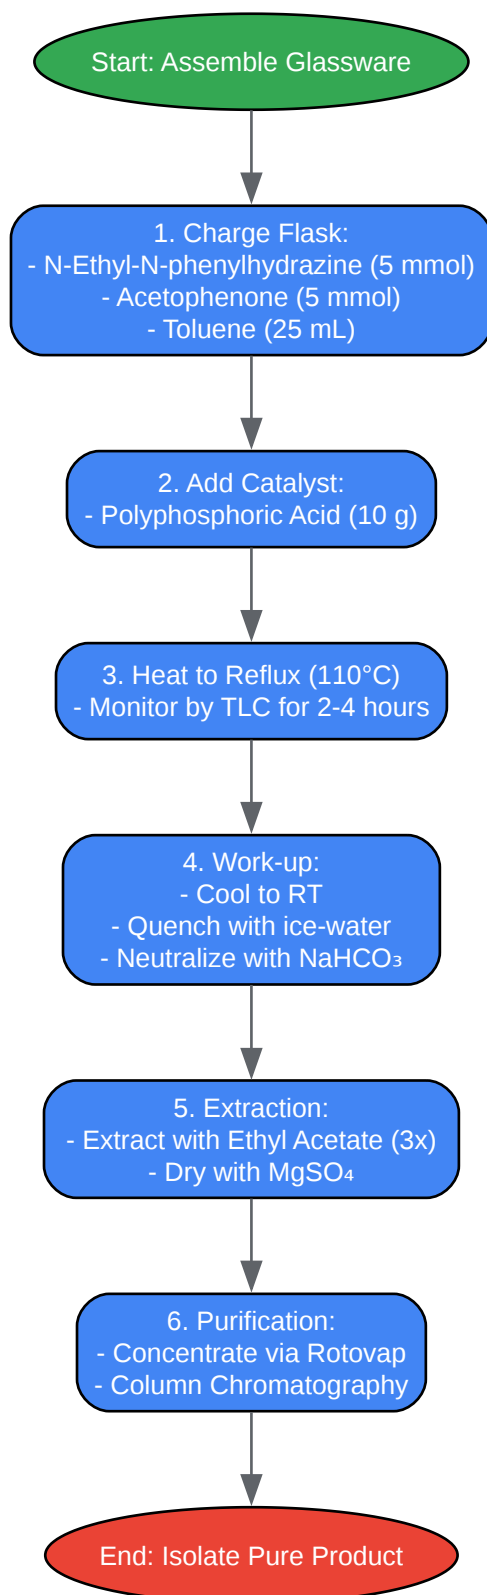 Start: Assemble Glassware
1. Charge Flask:
- N-Ethyl-N-phenylhydrazine (5 mmol)
- Acetophenone (5 mmol)
- Toluene (25 mL)
2. Add Catalyst:
- Polyphosphoric Acid (10 g)
3. Heat to Reflux (110°C)
- Monitor by TLC for 2-4 hours
4. Work-up:
- Cool to RT
- Quench with ice-water
- Neutralize with NaHCO₃
5. Extraction:
- Extract with Ethyl Acetate (3x)
- Dry with MgSO₄
6. Purification:
- Concentrate via Rotovap
- Column Chromatography
End: Isolate Pure Product